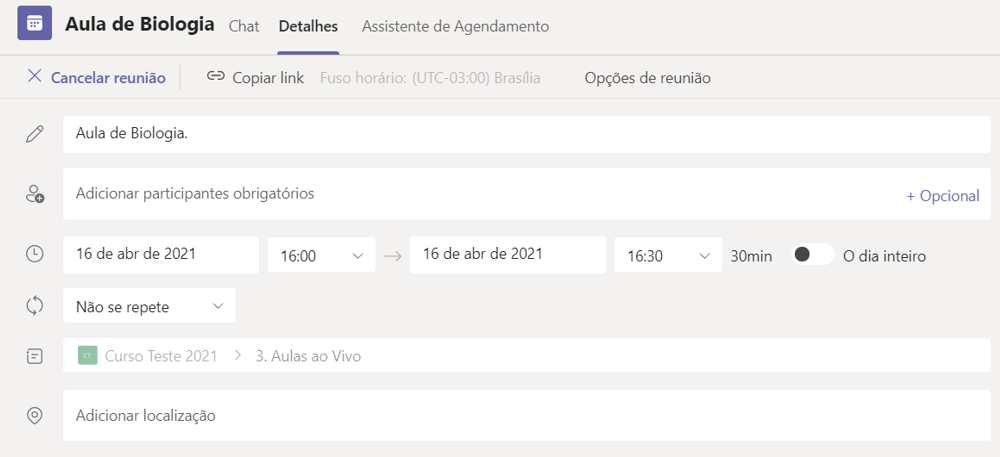 Aula de Biologia Chat Detalhes Assistente de Agendamento
Cancelar reunião Copiar link Fuso horário: (UTC-03:00) Brasília Opções de reunião
Aula de Biologia.
Adicionar participantes obrigatórios + Opcional
16 de abr de 2021 16:00 16 de abr de 2021 16:30 30min O dia inteiro
Não se repete
CT Curso Teste 2021 3. Aulas ao Vivo
Adicionar localização